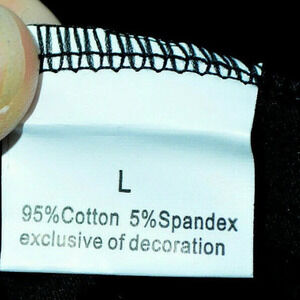 L
95%Cotton 5%Spandex
exclusive of decoration